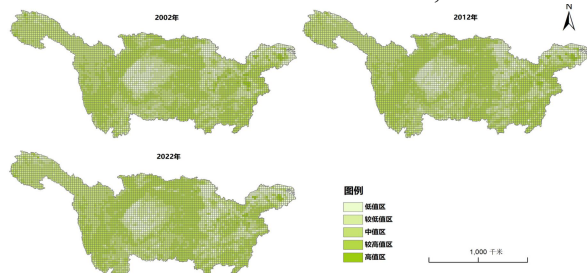 2002年
2012年
N
2022年
图例
低值区
较低值区
中值区
较高值区
高值区
1,000 千米